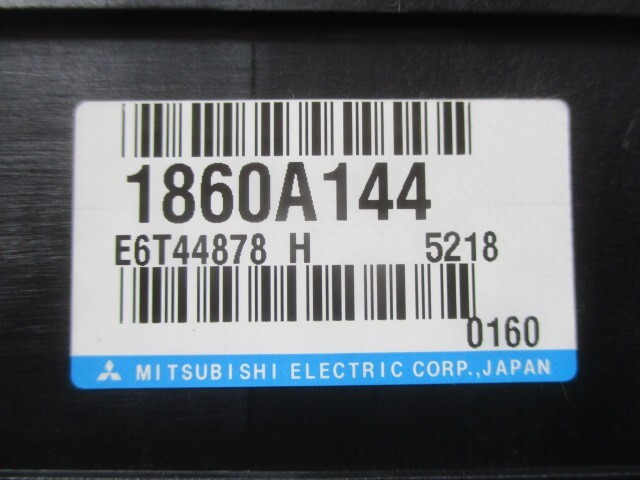 1860A144
E6T44878 H 5218
0160
MITSUBISHI ELECTRIC CORP.,JAPAN